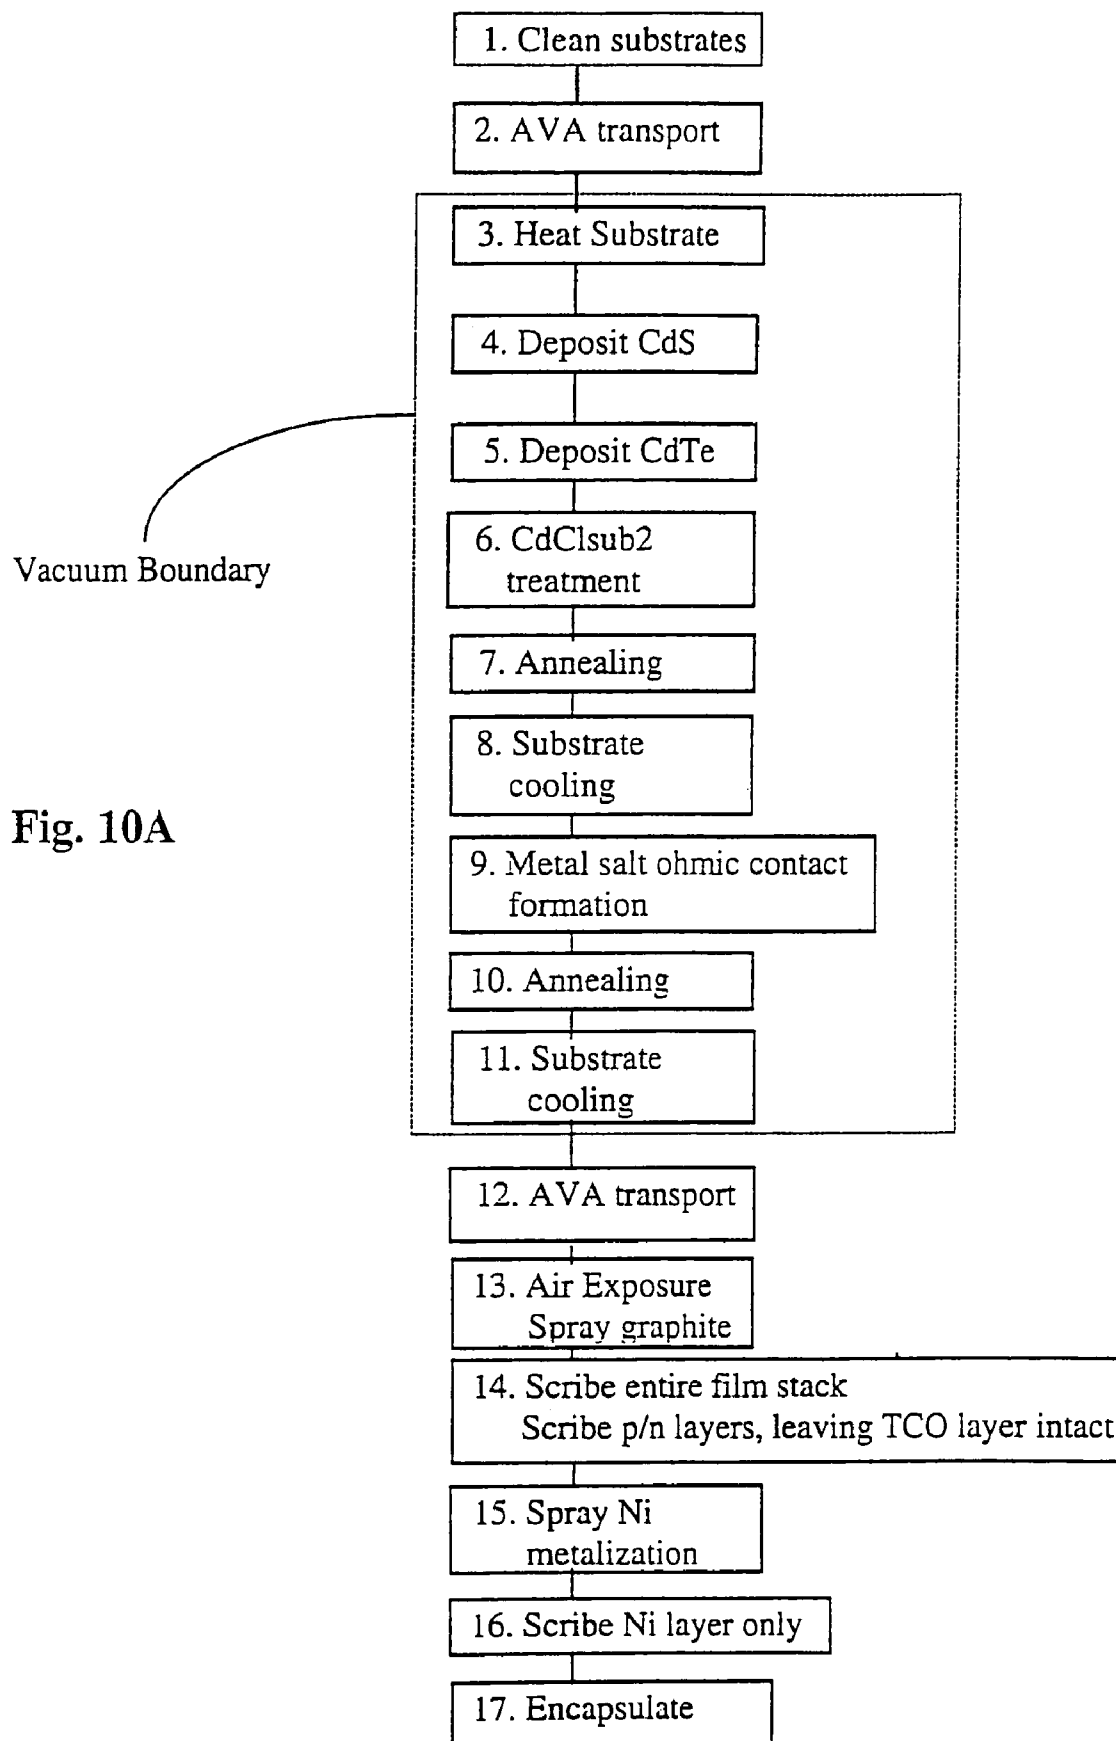 1. Clean substrates
2. AVA transport
3. Heat Substrate
4. Deposit CdS
5. Deposit CdTe
6. CdClsub2
treatment
Vacuum Boundary
7. Annealing
8. Substrate
cooling
Fig. 10A
9. Metal salt ohmic contact
formation
10. Annealing
11. Substrate
cooling
12. AVA transport
13. Air Exposure
Spray graphite
14. Scribe entire film stack
Scribe p/n layers, leaving TCO layer intact
15. Spray Ni
metalization
16. Scribe Ni layer only
17. Encapsulate